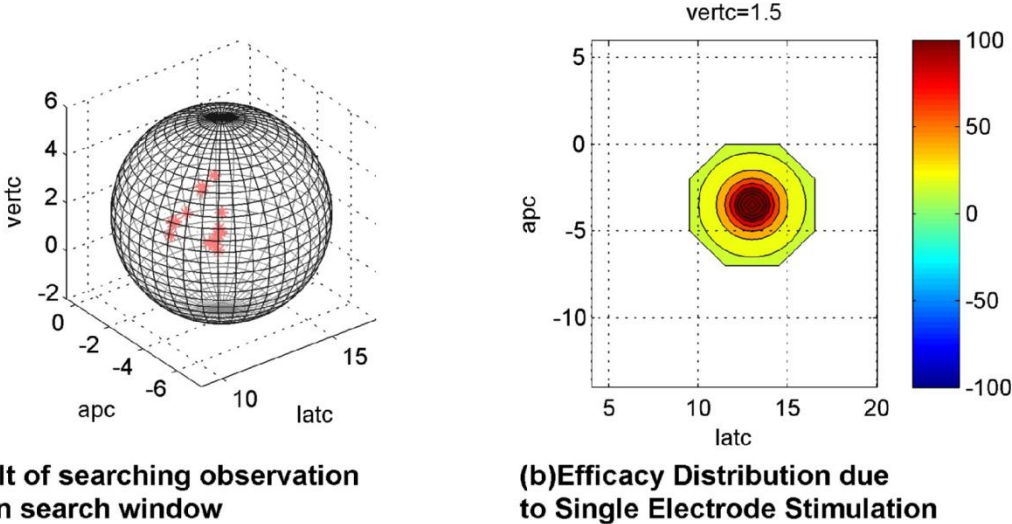 vertc=1.5
6
4
2
0
-2
vertc
0
-2
-4
-6
apc
10
15
latc
5
0
-5
-10
apc
5
10
15
20
latc
100
50
0
-50
-100
lt of searching observation
n search window
(b)Efficacy Distribution due
to Single Electrode Stimulation